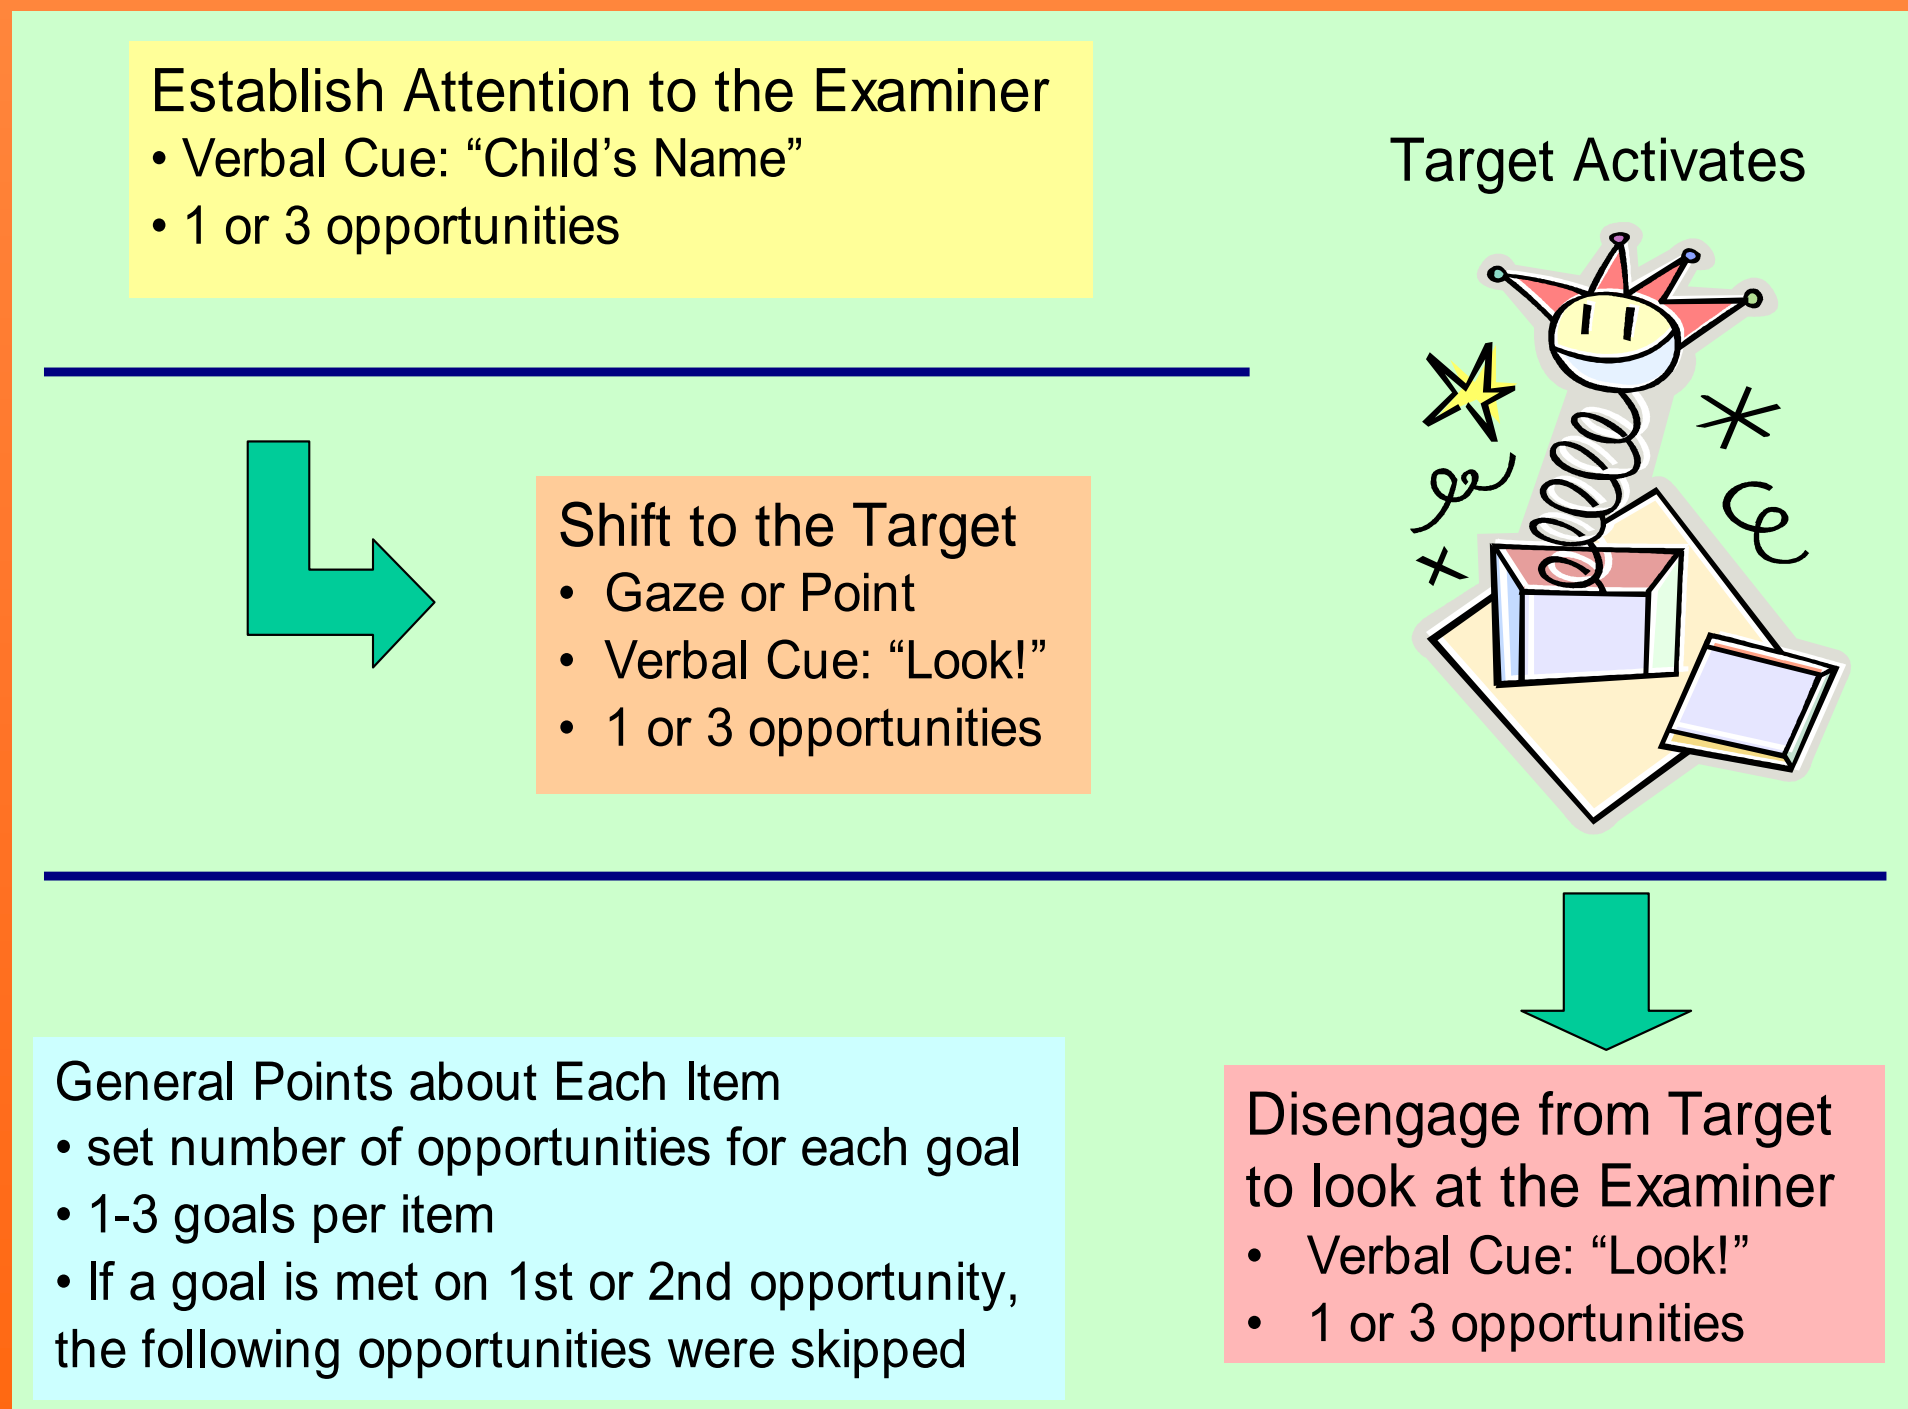 Establish Attention to the Examiner
• Verbal Cue: “Child’s Name”
• 1 or 3 opportunities
Target Activates
Shift to the Target
• Gaze or Point
• Verbal Cue: “Look!”
• 1 or 3 opportunities
General Points about Each Item
• set number of opportunities for each goal
• 1-3 goals per item
• If a goal is met on 1st or 2nd opportunity,
the following opportunities were skipped
Disengage from Target
to look at the Examiner
• Verbal Cue: “Look!”
• 1 or 3 opportunities